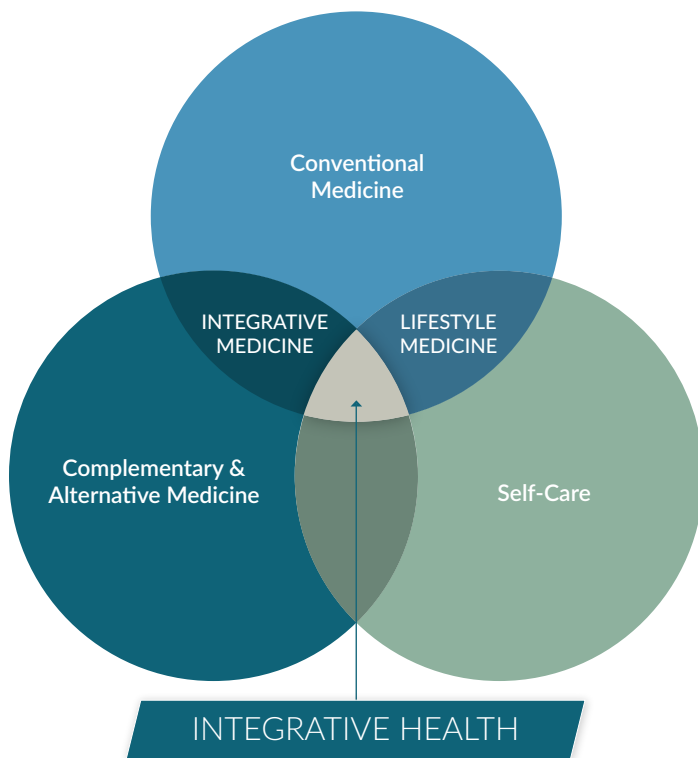 Conventional
Medicine
INTEGRATIVE
MEDICINE
LIFESTYLE
MEDICINE
Complementary &
Alternative Medicine
Self-Care
INTEGRATIVE HEALTH